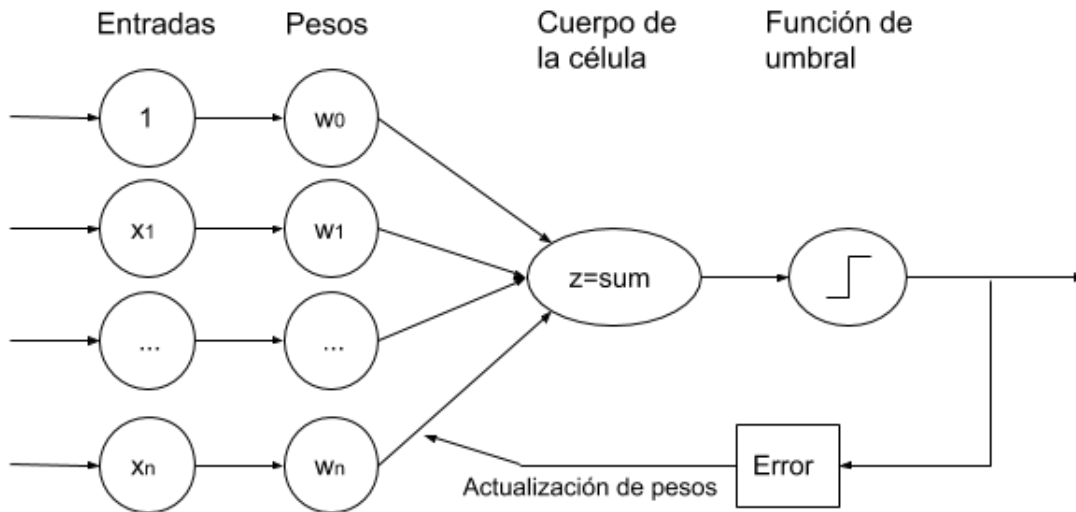 Entradas
Pesos
Cuerpo de
la célula
Función de
umbral
1
w0
x1
w1
z=sum
...
...
xn
wn
Error
Actualización de pesos